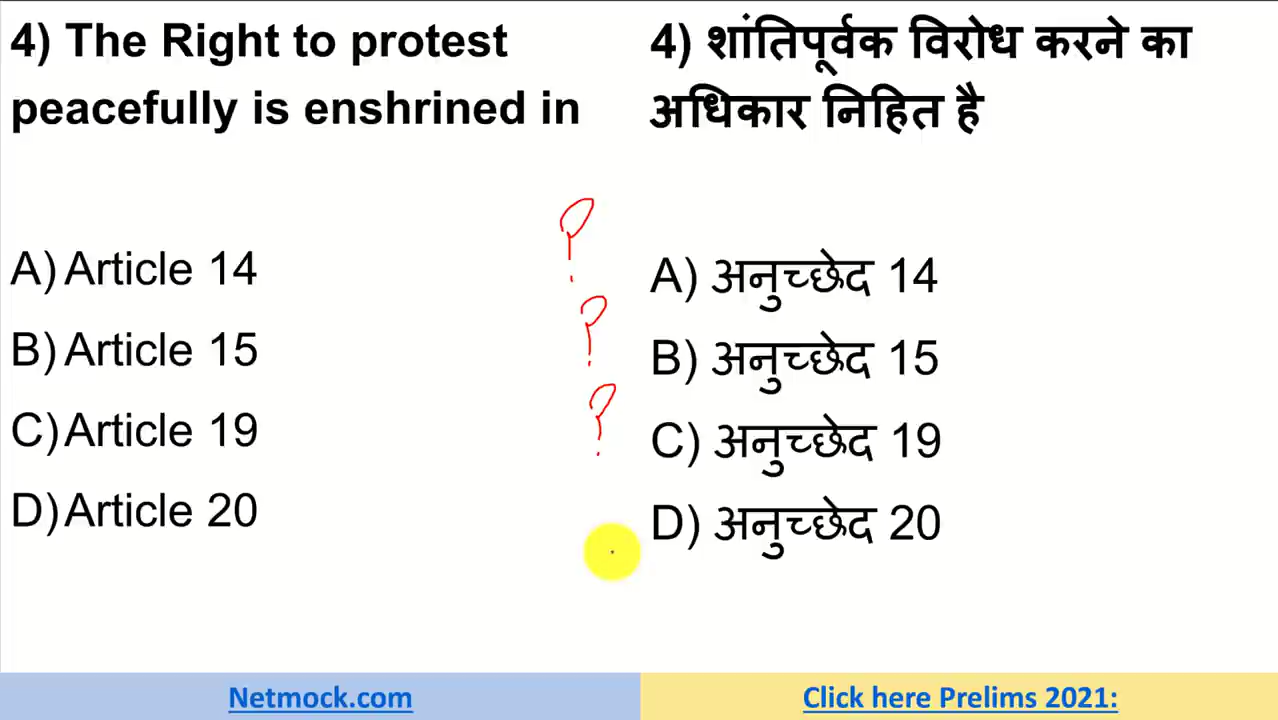 4) The Right to protest
peacefully is enshrined in
A) Article 14
B) Article 15
C) Article 19
D) Article 20
4) शांतिपूर्वक विरोध करने का
अधिकार निहित है
A) अनुच्छेद 14
B) अनुच्छेद 15
C) अनुच्छेद 19
D) अनुच्छेद 20
?
?
?
Netmock.com
Click here Prelims 2021: